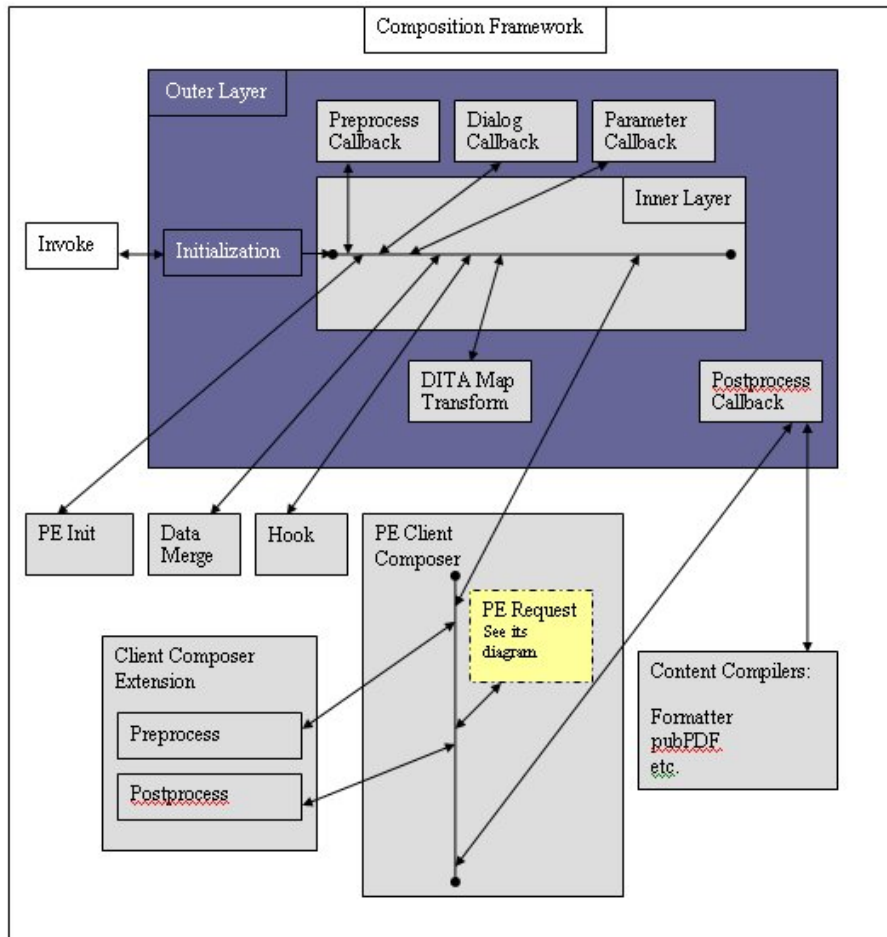 Composition Framework
Outer Layer
Preprocess
Callback
Dialog
Callback
Parameter
Callback
Inner Layer
Invoke
Initialization
DITA Map
Transform
Postprocess
Callback
PE Init
Data
Merge
Hook
PE Client
Composer
PE Request
See its
diagram
Client Composer
Extension
Preprocess
Postprocess
Content Compilers:
Formatter
pubPDF
etc.